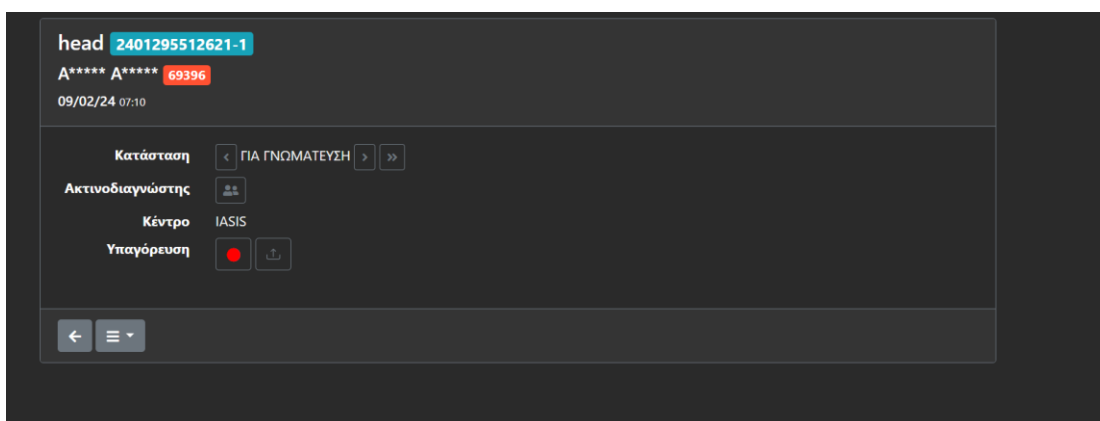 head 2401295512621-1
A***** A***** 69396
09/02/24 07:10
Κατάσταση ΓΙΑ ΓΝΩΜΑΤΕΥΣΗ
Ακτινοδιαγνώστης
Κέντρο IASIS
Υπαγόρευση